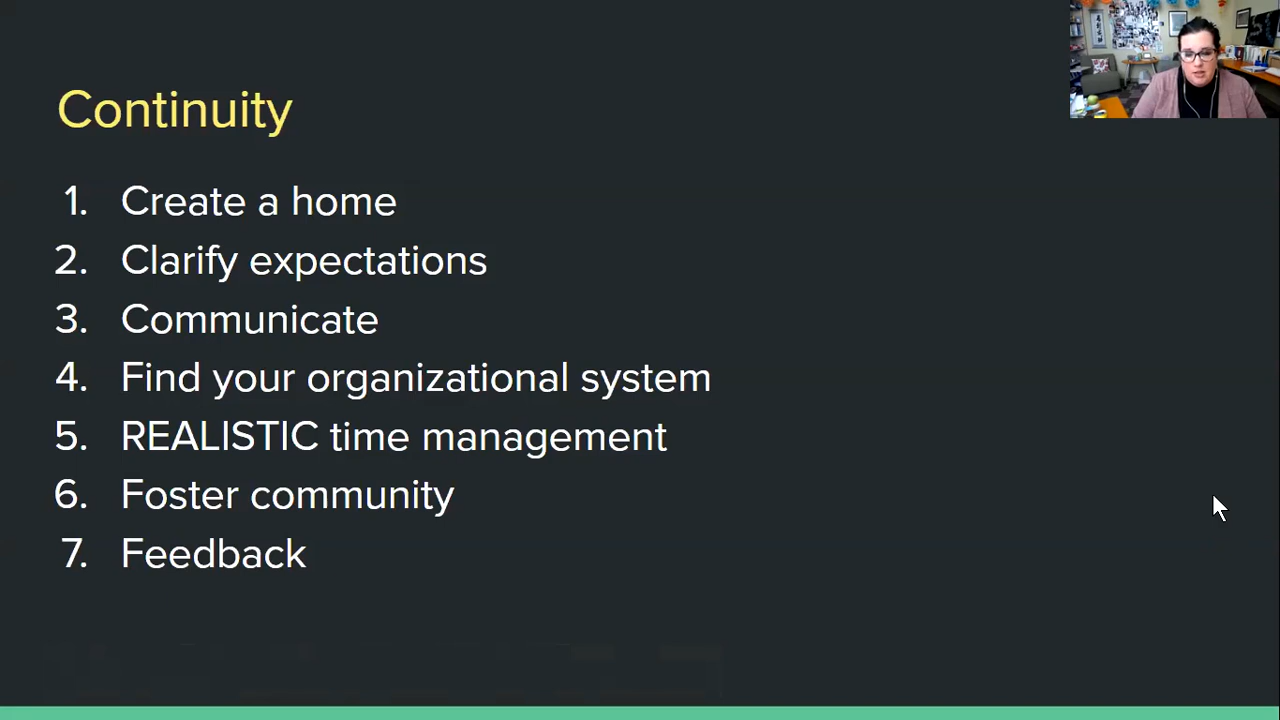 Continuity
1. Create a home
2. Clarify expectations
3. Communicate
4. Find your organizational system
5. REALISTIC time management
6. Foster community
7. Feedback